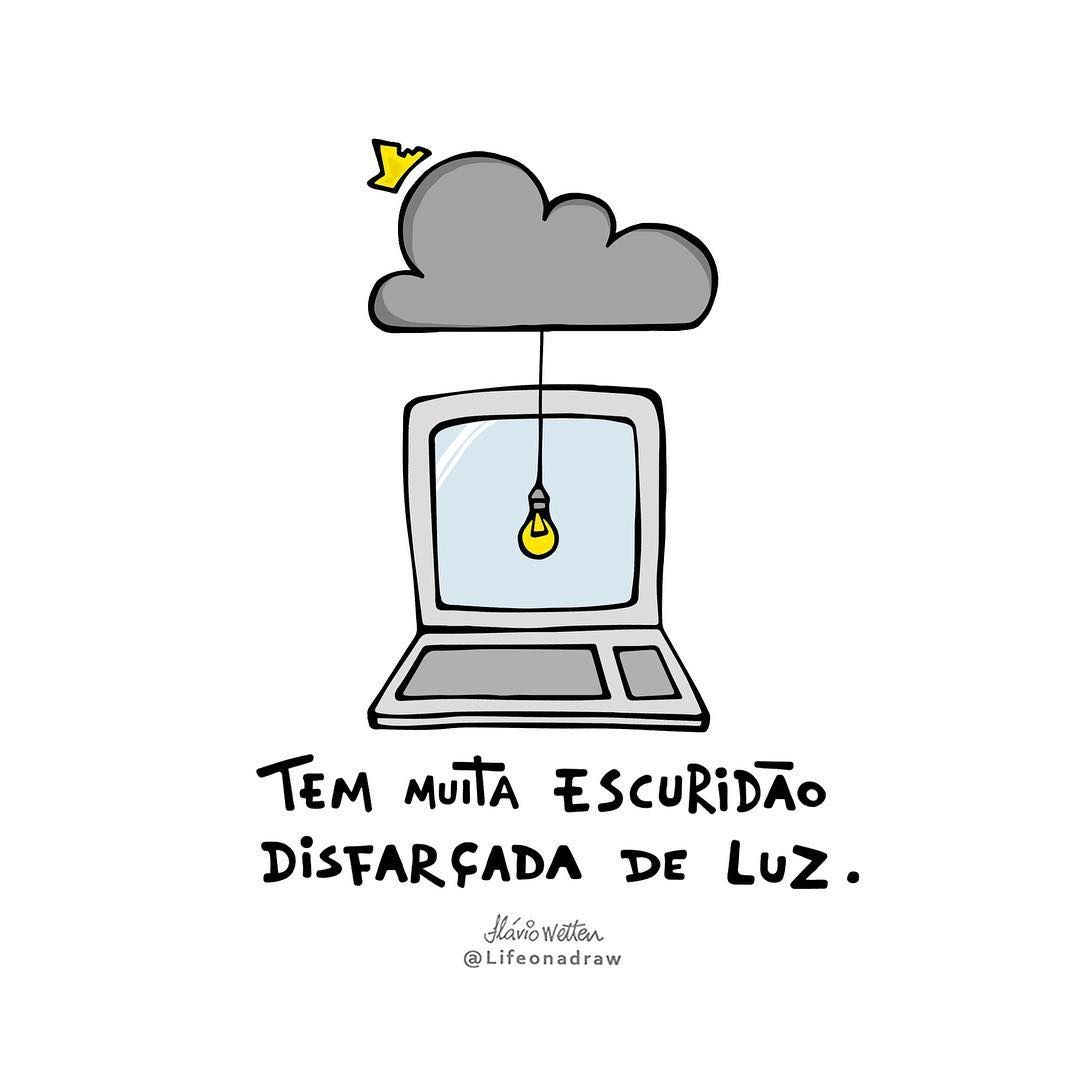 TEM MUITA ESCURIDÃO
DISFARÇADA DE LUZ.
Flávio Wetten
@Lifeonadraw